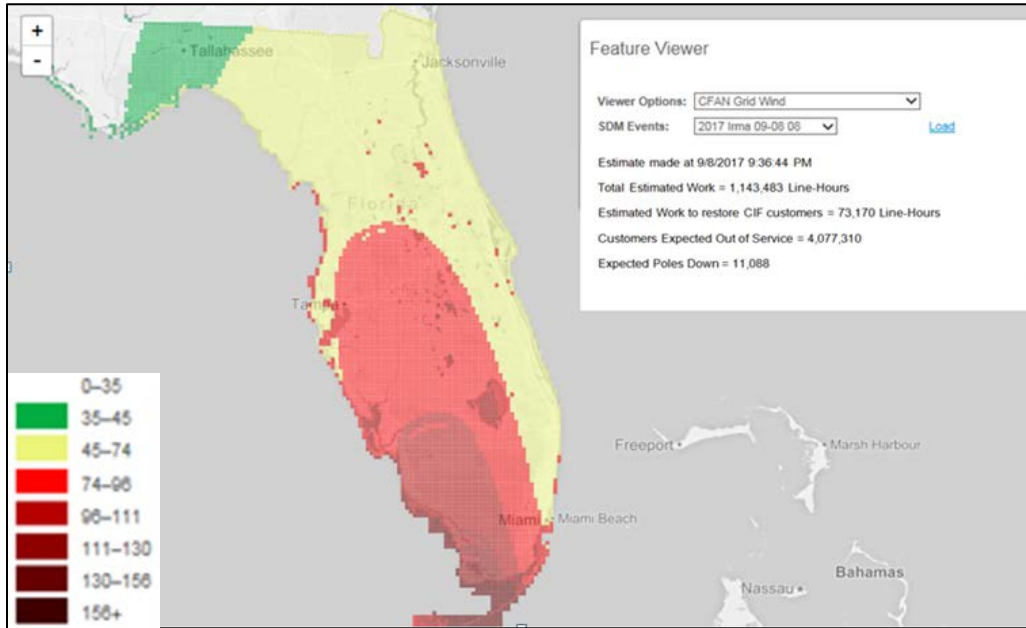 +
-
Tallahassee
Jacksonville
Florida
Tampa
Miami
Miami Beach
Freeport
Marsh Harbour
Nassau
Bahamas
Feature Viewer
Viewer Options: CFAN Grid Wind
SDM Events: 2017 Irma 09-08 06 Load
Estimate made at 9/8/2017 9:36:44 PM
Total Estimated Work = 1,143,483 Line-Hours
Estimated Work to restore CIF customers = 73,170 Line-Hours
Customers Expected Out of Service = 4,077,310
Expected Poles Down = 11,088
0–35
35–45
45–74
74–96
96–111
111–130
130–156
156+